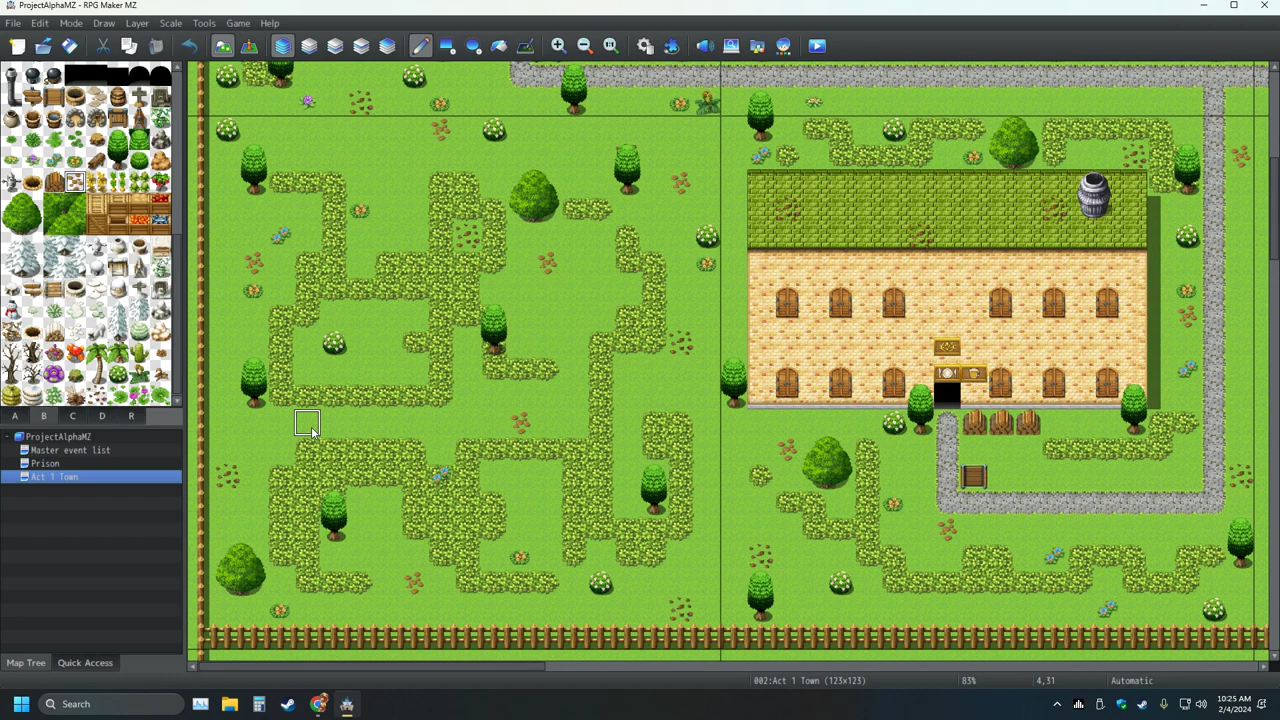 ProjectAlphaMZ - RPG Maker MZ
File Edit Mode Draw Layer Scale Tools Game Help
A B C D R
ProjectAlphaMZ
Master event list
Prison
Act 1 Town
Map Tree Quick Access
002:Act 1 Town (123x123) 83% 4,31 Automatic
Search
10:25 AM
2/4/2024